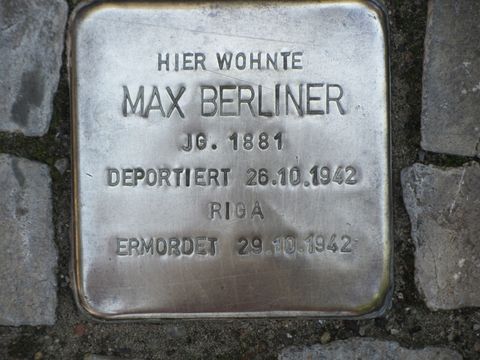 HIER WOHNTE
MAX BERLINER
JG. 1881
DEPORTIERT 26.10.1942
RIGA
ERMORDET 29.10.1942